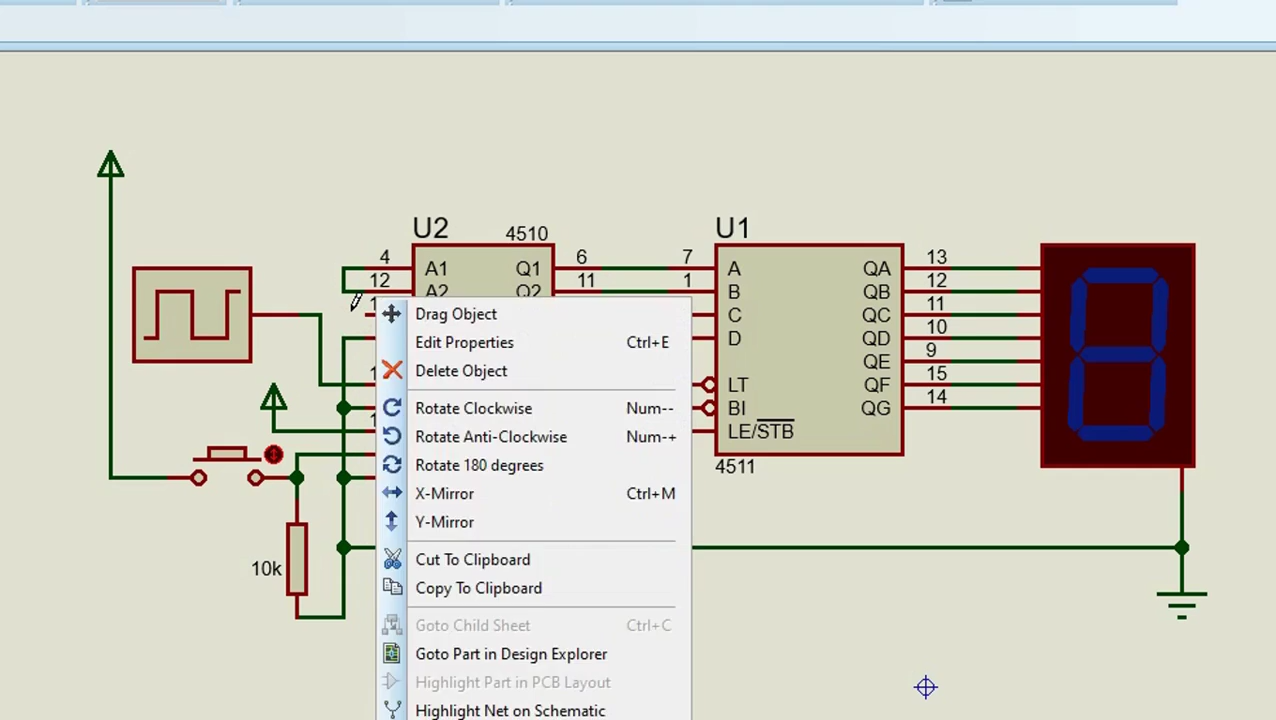 U2
4510
U1
4 A1 Q1 6 7 A QA 13
12 A2 Q2 11 1 B QB 12
1 C QC 11
D QD 10
QE 9
1 LT QF 15
BI QG 14
1 LE/STB
4511
10k
Drag Object
Edit Properties Ctrl+E
Delete Object
Rotate Clockwise Num--
Rotate Anti-Clockwise Num-+
Rotate 180 degrees
X-Mirror Ctrl+M
Y-Mirror
Cut To Clipboard
Copy To Clipboard
Goto Child Sheet Ctrl+C
Goto Part in Design Explorer
Highlight Part in PCB Layout
Highlight Net on Schematic